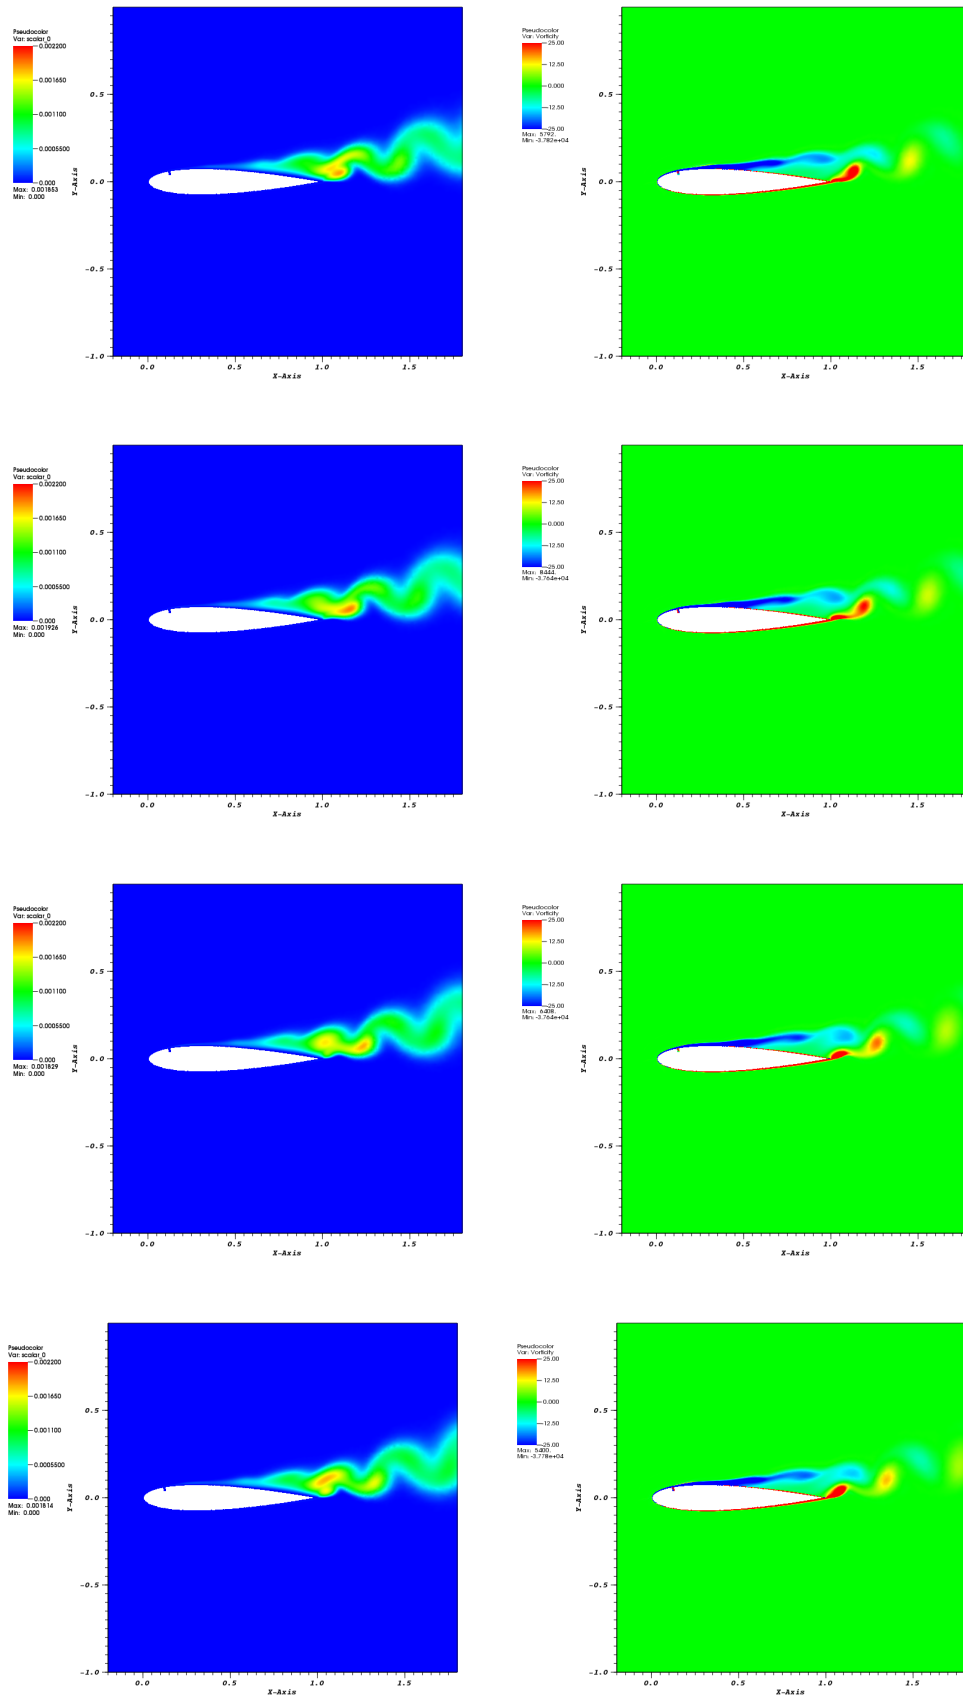 Pseudocolor
Var: scalar_0
0.002200
0.001650
0.001100
0.0005500
0.000
Max: 0.001853
Min: 0.000
Y-Axis
0.5
0.0
-0.5
-1.0
0.0 0.5 1.0 1.5
X-Axis
Pseudocolor
Var: Vorticity
25.00
12.50
0.000
-12.50
-25.00
Max: 5792.
Min: -3.782e+04
Y-Axis
0.5
0.0
-0.5
-1.0
0.0 0.5 1.0 1.5
X-Axis
Pseudocolor
Var: scalar_0
0.002200
0.001650
0.001100
0.0005500
0.000
Max: 0.001926
Min: 0.000
Y-Axis
0.5
0.0
-0.5
-1.0
0.0 0.5 1.0 1.5
X-Axis
Pseudocolor
Var: Vorticity
25.00
12.50
0.000
-12.50
-25.00
Max: 8444.
Min: -3.764e+04
Y-Axis
0.5
0.0
-0.5
-1.0
0.0 0.5 1.0 1.5
X-Axis
Pseudocolor
Var: scalar_0
0.002200
0.001650
0.001100
0.0005500
0.000
Max: 0.001829
Min: 0.000
Y-Axis
0.5
0.0
-0.5
-1.0
0.0 0.5 1.0 1.5
X-Axis
Pseudocolor
Var: Vorticity
25.00
12.50
0.000
-12.50
-25.00
Max: 6408.
Min: -3.764e+04
Y-Axis
0.5
0.0
-0.5
-1.0
0.0 0.5 1.0 1.5
X-Axis
Pseudocolor
Var: scalar_0
0.002200
0.001650
0.001100
0.0005500
0.000
Max: 0.001814
Min: 0.000
Y-Axis
0.5
0.0
-0.5
-1.0
0.0 0.5 1.0 1.5
X-Axis
Pseudocolor
Var: Vorticity
25.00
12.50
0.000
-12.50
-25.00
Max: 5400.
Min: -3.778e+04
Y-Axis
0.5
0.0
-0.5
-1.0
0.0 0.5 1.0 1.5
X-Axis